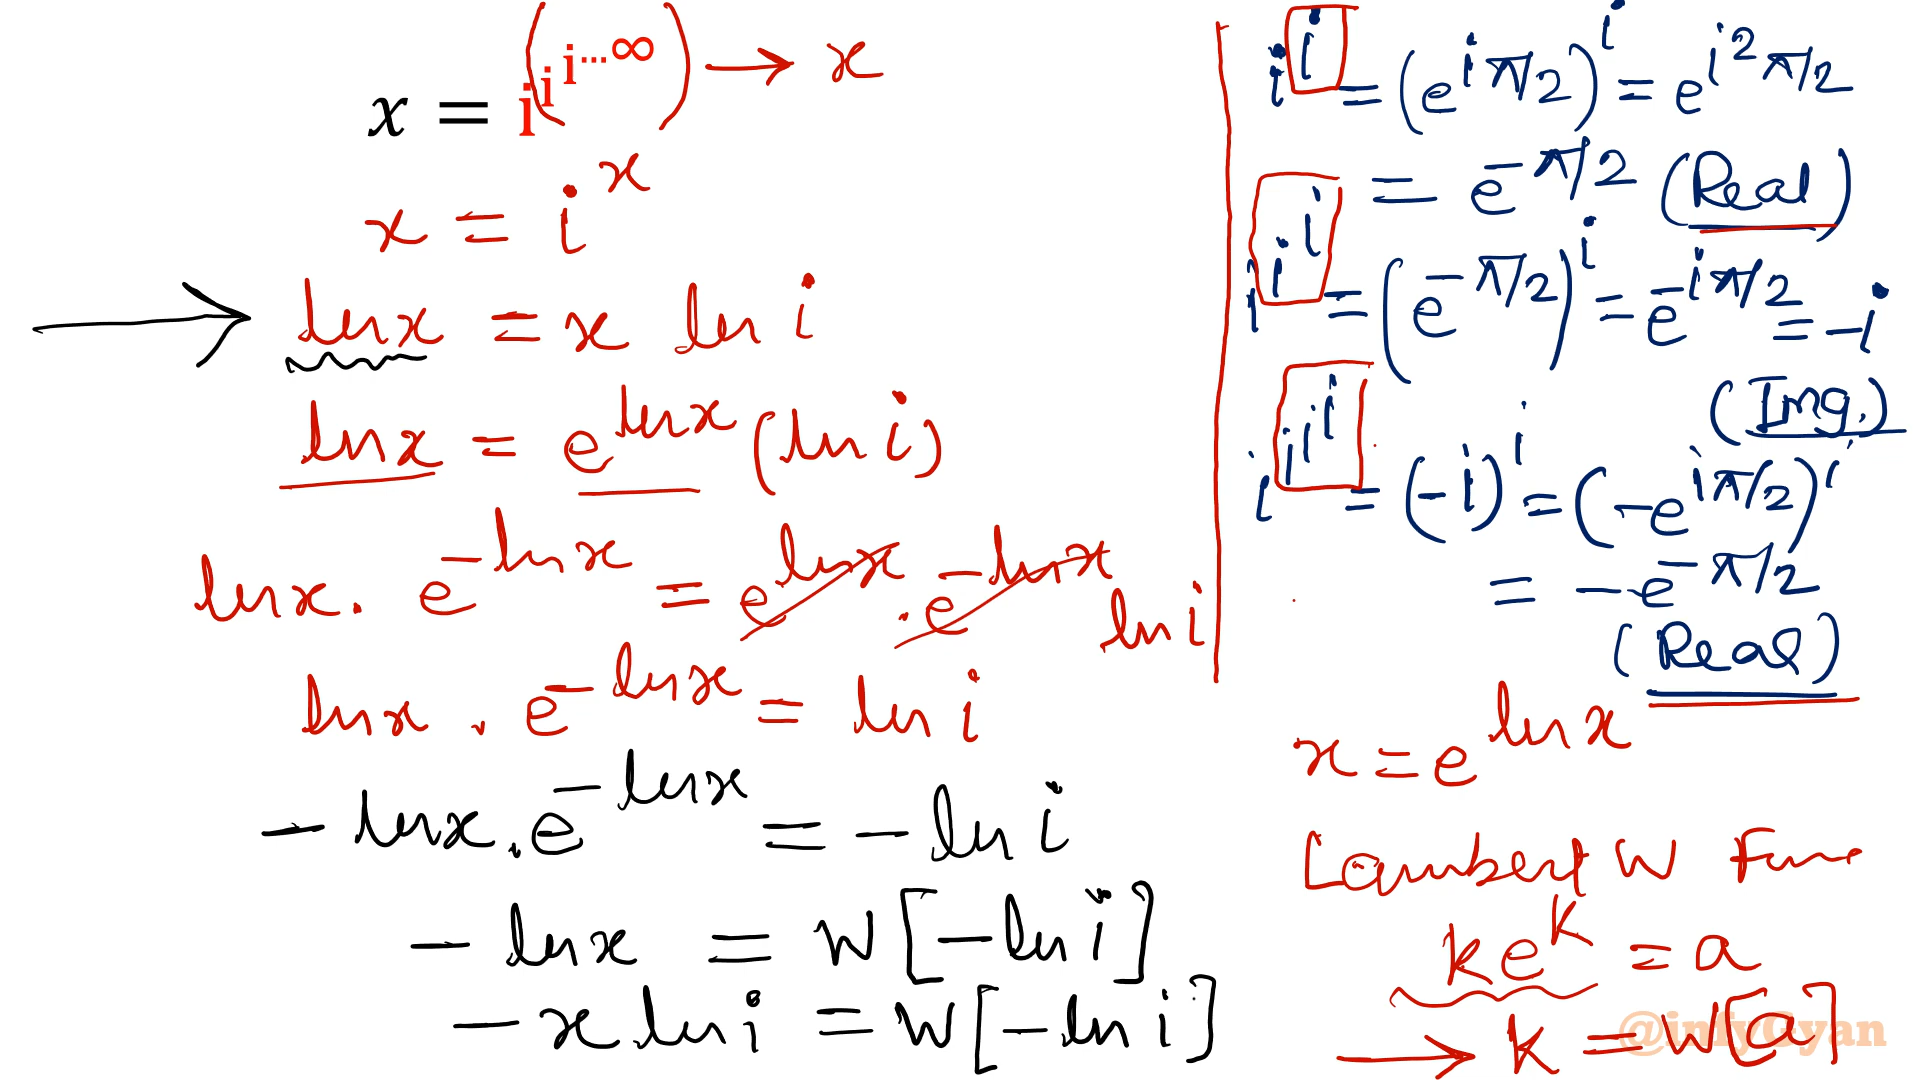 x = i^(i^i^...^∞) → x
x = i^x
ln x = x ln i
ln x = e^(ln x) (ln i)
ln x . e^(-ln x) = e^(ln x) . e^(-ln x) ln i
ln x . e^(-ln x) = ln i
- ln x . e^(-ln x) = - ln i
- ln x = W[-ln i]
- x ln i = W[-ln i]
i^i = (e^(iπ/2))^i = e^(i²π/2)
= e^(-π/2) (Real)
i^i^i = (e^(-π/2))^i = e^(-iπ/2) = -i
(Img.)
i^i^i^i = (-i)^i = (-e^(iπ/2))^i
= -e^(-π/2)
(Real)
x = e^(ln x)
Lambert W Func
k e^k = a
→ k = W[a]
@infyGyan